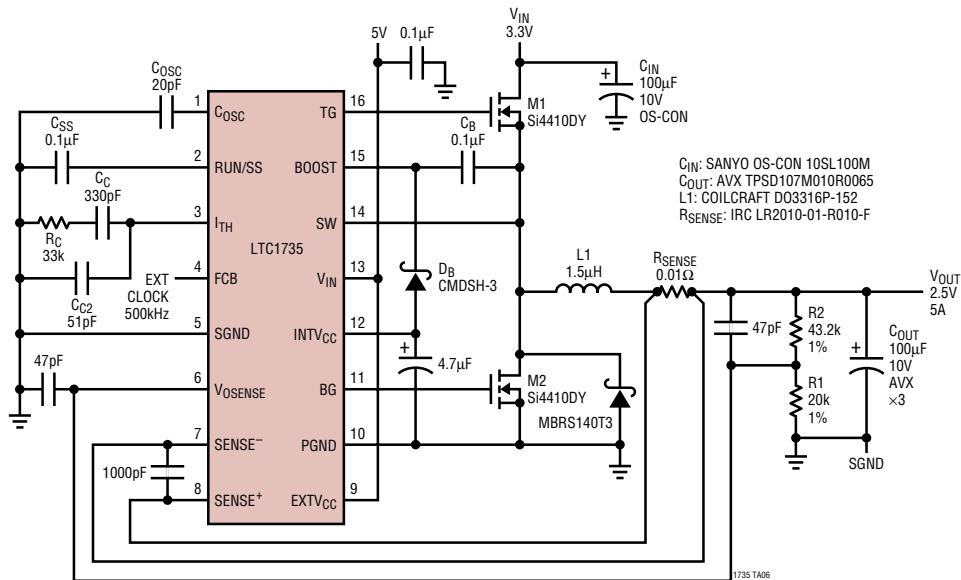 VIN
3.3V
5V
0.1µF
CIN
100µF
10V
OS-CON
+
COSC
20pF
1
COSC
TG
16
M1
Si4410DY
CSS
0.1µF
2
RUN/SS
BOOST
15
CB
0.1µF
CC
330pF
3
ITH
SW
14
RC
33k
CC2
51pF
EXT
CLOCK
500kHz
4
FCB
LTC1735
VIN
13
DB
CMDSH-3
5
SGND
INTVCC
12
+
4.7µF
47pF
6
VOSENSE
BG
11
M2
Si4410DY
MBRS140T3
7
SENSE–
PGND
10
1000pF
8
SENSE+
EXTVCC
9
CIN: SANYO OS-CON 10SL100M
COUT: AVX TPSD107M010R0065
L1: COILCRAFT DO3316P-152
RSENSE: IRC LR2010-01-R010-F
L1
1.5µH
RSENSE
0.01Ω
VOUT
2.5V
5A
47pF
R2
43.2k
1%
R1
20k
1%
+
COUT
100µF
10V
AVX
×3
SGND
1735 TA06